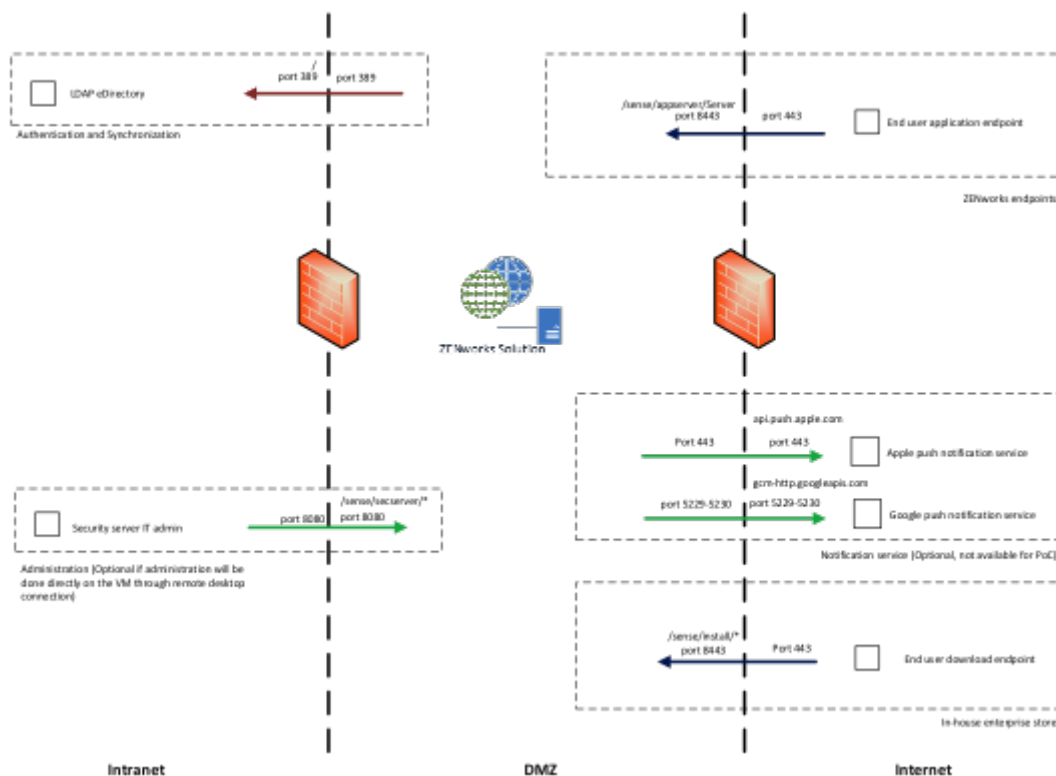 /
port 389
port 389
LDAP eDirectory
Authentication and Synchronization
/sense/appserver/Server
port 8443
port 443
End user application endpoint
ZENworks endpoints
ZENworks Solution
api.push.apple.com
Port 443
port 443
Apple push notification service
gcm-http.googleapis.com
port 5229-5230
port 5229-5230
Google push notification service
Notification service (Optional, not available for PoC)
/sense/secserver/*
port 8080
port 8080
Security server IT admin
Administration (Optional if administration will be
done directly on the VM through remote desktop
connection)
/sense/install/*
port 8443
Port 443
End user download endpoint
In-house enterprise store
Intranet
DMZ
Internet